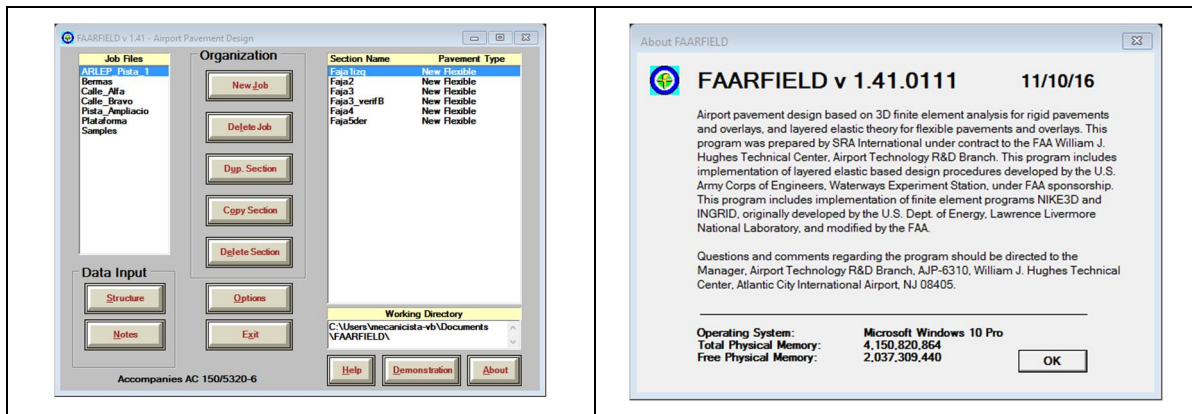 FAARFIELD v 1.41 - Airport Pavement Design
Job Files
ARLEP_Pista_1
Bermas
Calle_Alfa
Calle_Bravo
Pista_Ampliacio
Plataforma
Samples
Organization
New Job
Delete Job
Dup. Section
Copy Section
Delete Section
Data Input
Structure
Notes
Options
Exit
Accompanies AC 150/5320-6
Section Name Pavement Type
Faja1izq New Flexible
Faja2 New Flexible
Faja3 New Flexible
Faja3_verifB New Flexible
Faja4 New Flexible
Faja5der New Flexible
Working Directory
C:\Users\mecanicista-vb\Documents
\FAARFIELD\
Help
Demonstration
About
About FAARFIELD
FAARFIELD v 1.41.0111 11/10/16
Airport pavement design based on 3D finite element analysis for rigid pavements
and overlays, and layered elastic theory for flexible pavements and overlays. This
program was prepared by SRA International under contract to the FAA William J.
Hughes Technical Center, Airport Technology R&D Branch. This program includes
implementation of layered elastic based design procedures developed by the U.S.
Army Corps of Engineers, Waterways Experiment Station, under FAA sponsorship.
This program includes implementation of finite element programs NIKE3D and
INGRID, originally developed by the U.S. Dept. of Energy, Lawrence Livermore
National Laboratory, and modified by the FAA.
Questions and comments regarding the program should be directed to the
Manager, Airport Technology R&D Branch, AJP-6310, William J. Hughes Technical
Center, Atlantic City International Airport, NJ 08405.
Operating System: Microsoft Windows 10 Pro
Total Physical Memory: 4,150,820,864
Free Physical Memory: 2,037,309,440
OK